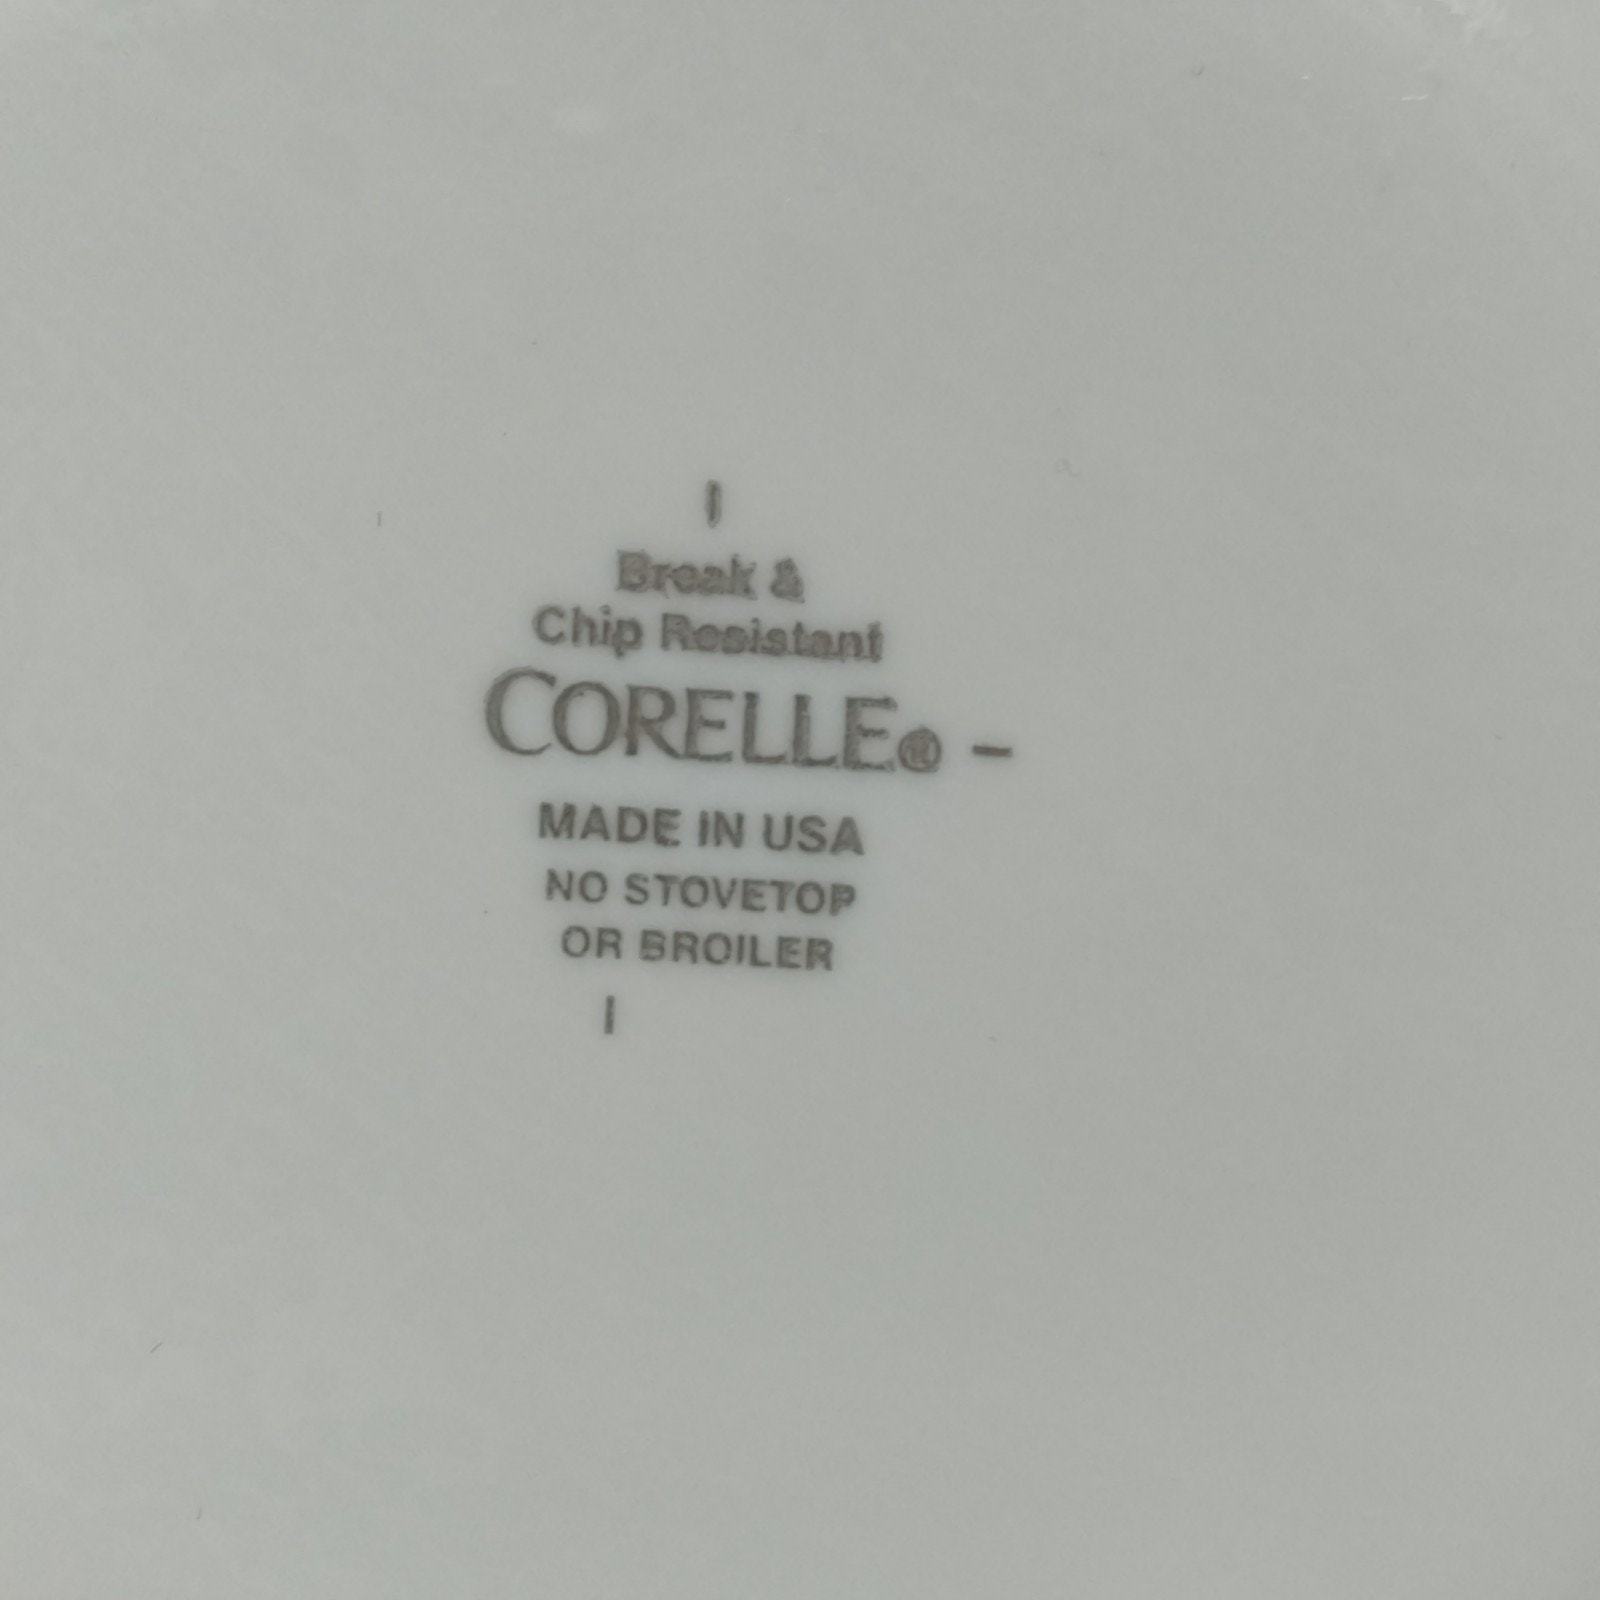 Break &
Chip Resistant
CORELLE® –
MADE IN USA
NO STOVETOP
OR BROILER